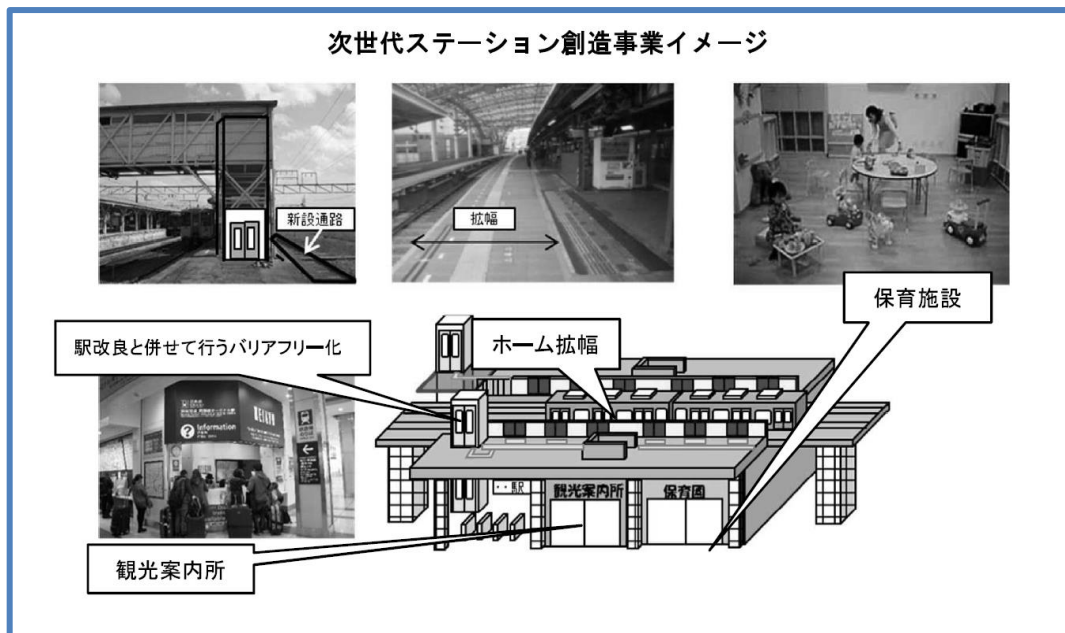 次世代ステーション創造事業イメージ
新設通路
拡幅
保育施設
駅改良と併せて行うバリアフリー化
ホーム拡幅
Information
駅
観光案内所
保育園
観光案内所